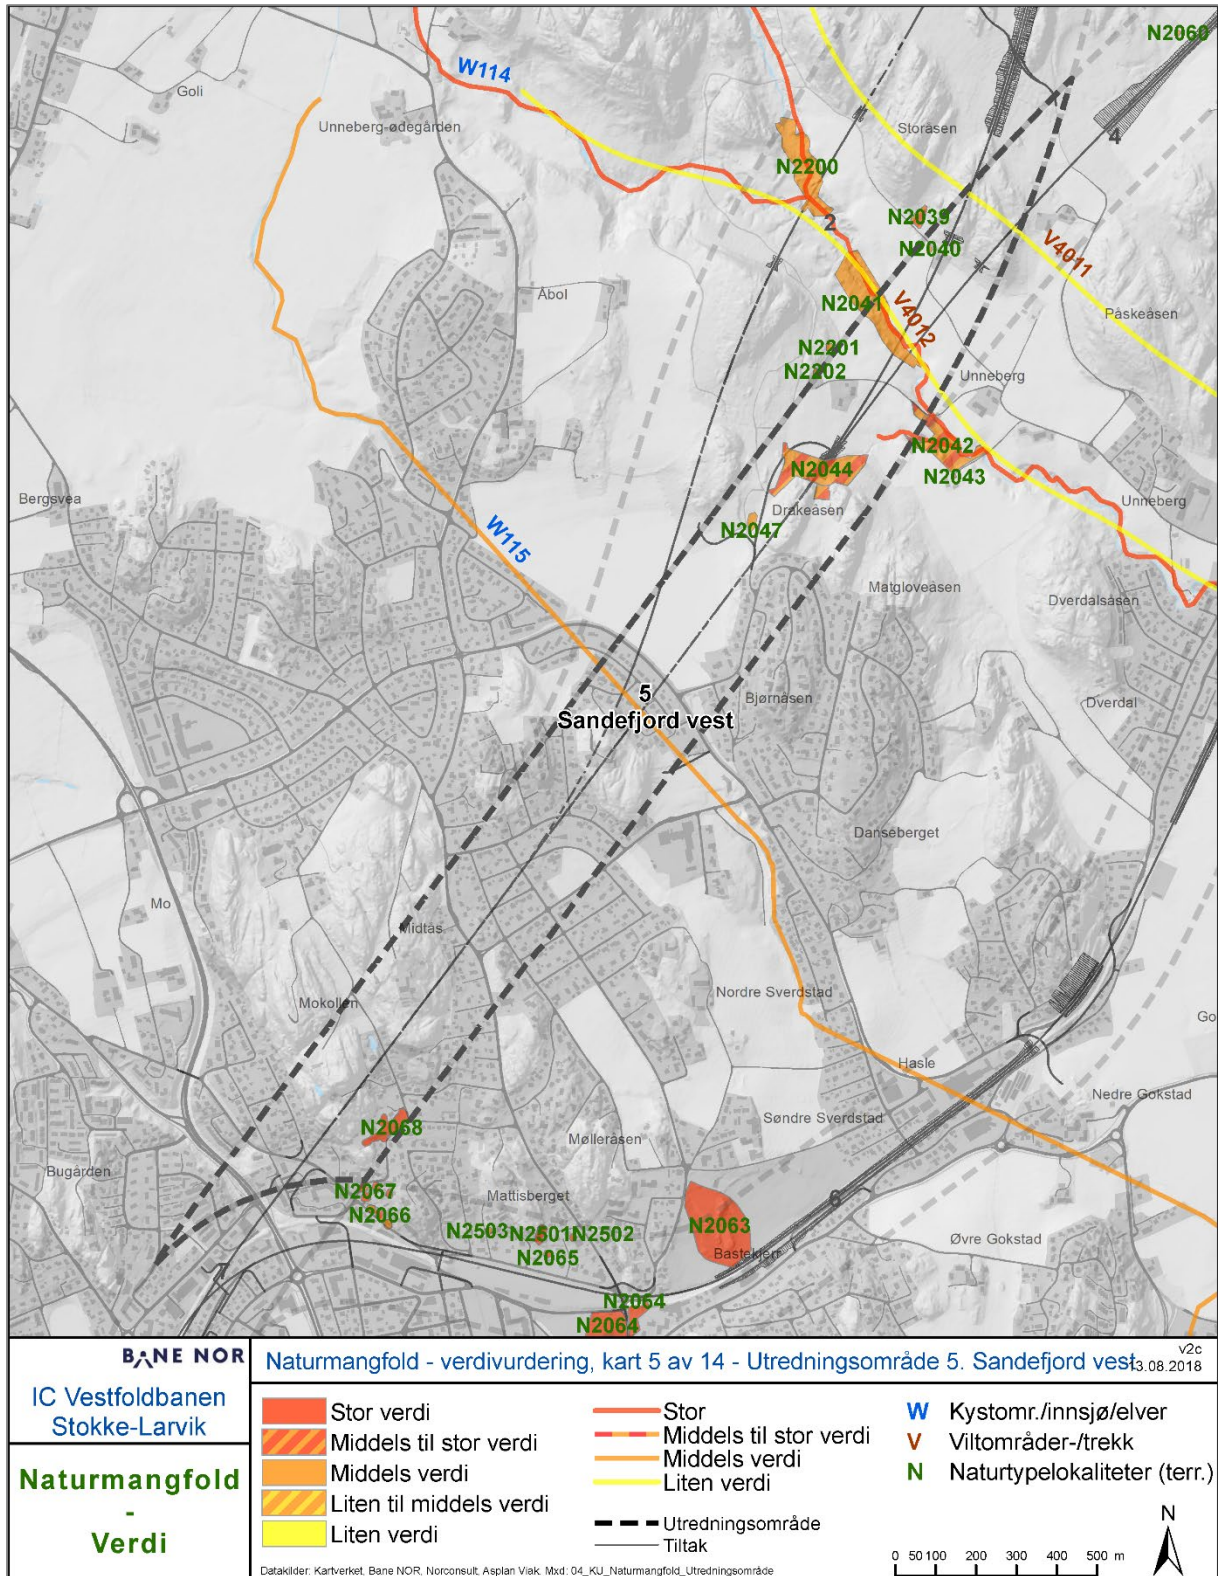 N2060
W114
Goli
Unneberg-ødegården
Storåsen
4
N2200
N2039
2
N2040
V4011
Åbol
N2041
V4012
Påskeåsen
N2201
N2202
Unneberg
N2042
N2044
N2043
Bergsvea
Unneberg
Drakeåsen
N2047
W115
Matgloveåsen
Dverdalsåsen
5
Bjørnåsen
Dverdal
Sandefjord vest
Danseberget
Mo
Midtås
Nordre Sverdstad
Mokollen
Go
Hasle
Nedre Gokstad
Søndre Sverdstad
N2068
Mølleråsen
Bugården
N2067
Mattisberget
6
N2066
N2063
N2503
N2501
N2502
Øvre Gokstad
N2065
Bastekjerr
N2064
N2064
BANE NOR
IC Vestfoldbanen
Stokke-Larvik
Naturmangfold
-
Verdi
Naturmangfold - verdivurdering, kart 5 av 14 - Utredningsområde 5. Sandefjord vest
v2c
13.08.2018
Stor verdi
Middels til stor verdi
Middels verdi
Liten til middels verdi
Liten verdi
Stor
Middels til stor verdi
Middels verdi
Liten verdi
Utredningsområde
Tiltak
W Kystomr./innsjø/elver
V Viltområder-/trekk
N Naturtypelokaliteter (terr.)
N
0 50 100 200 300 400 500 m
Datakilder: Kartverket, Bane NOR, Norconsult, Asplan Viak. Mxd: 04_KU_Naturmangfold_Utredningsområde